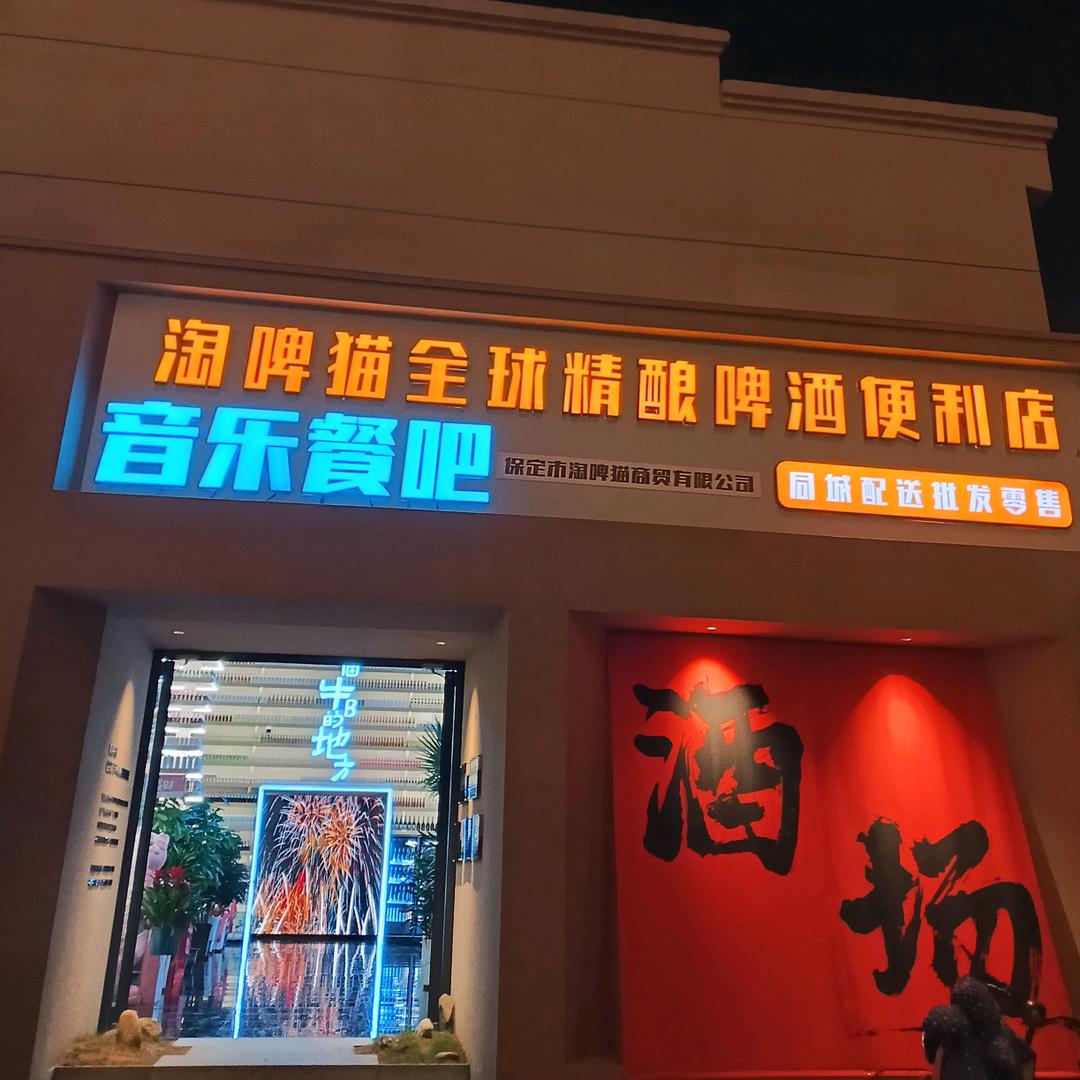 淘啤猫全球精酿啤酒便利店
音乐餐吧
保定市淘啤猫商贸有限公司
同城配送批发零售
牛B
的
地方
酒
场